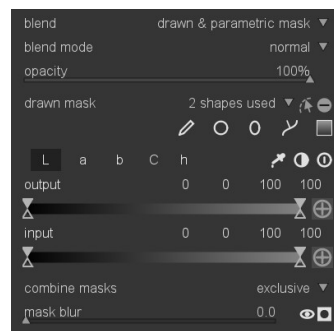 blend drawn & parametric mask
blend mode normal
opacity 100%
drawn mask 2 shapes used
L a b C h
output 0 0 100 100
input 0 0 100 100
combine masks exclusive
mask blur 0.0